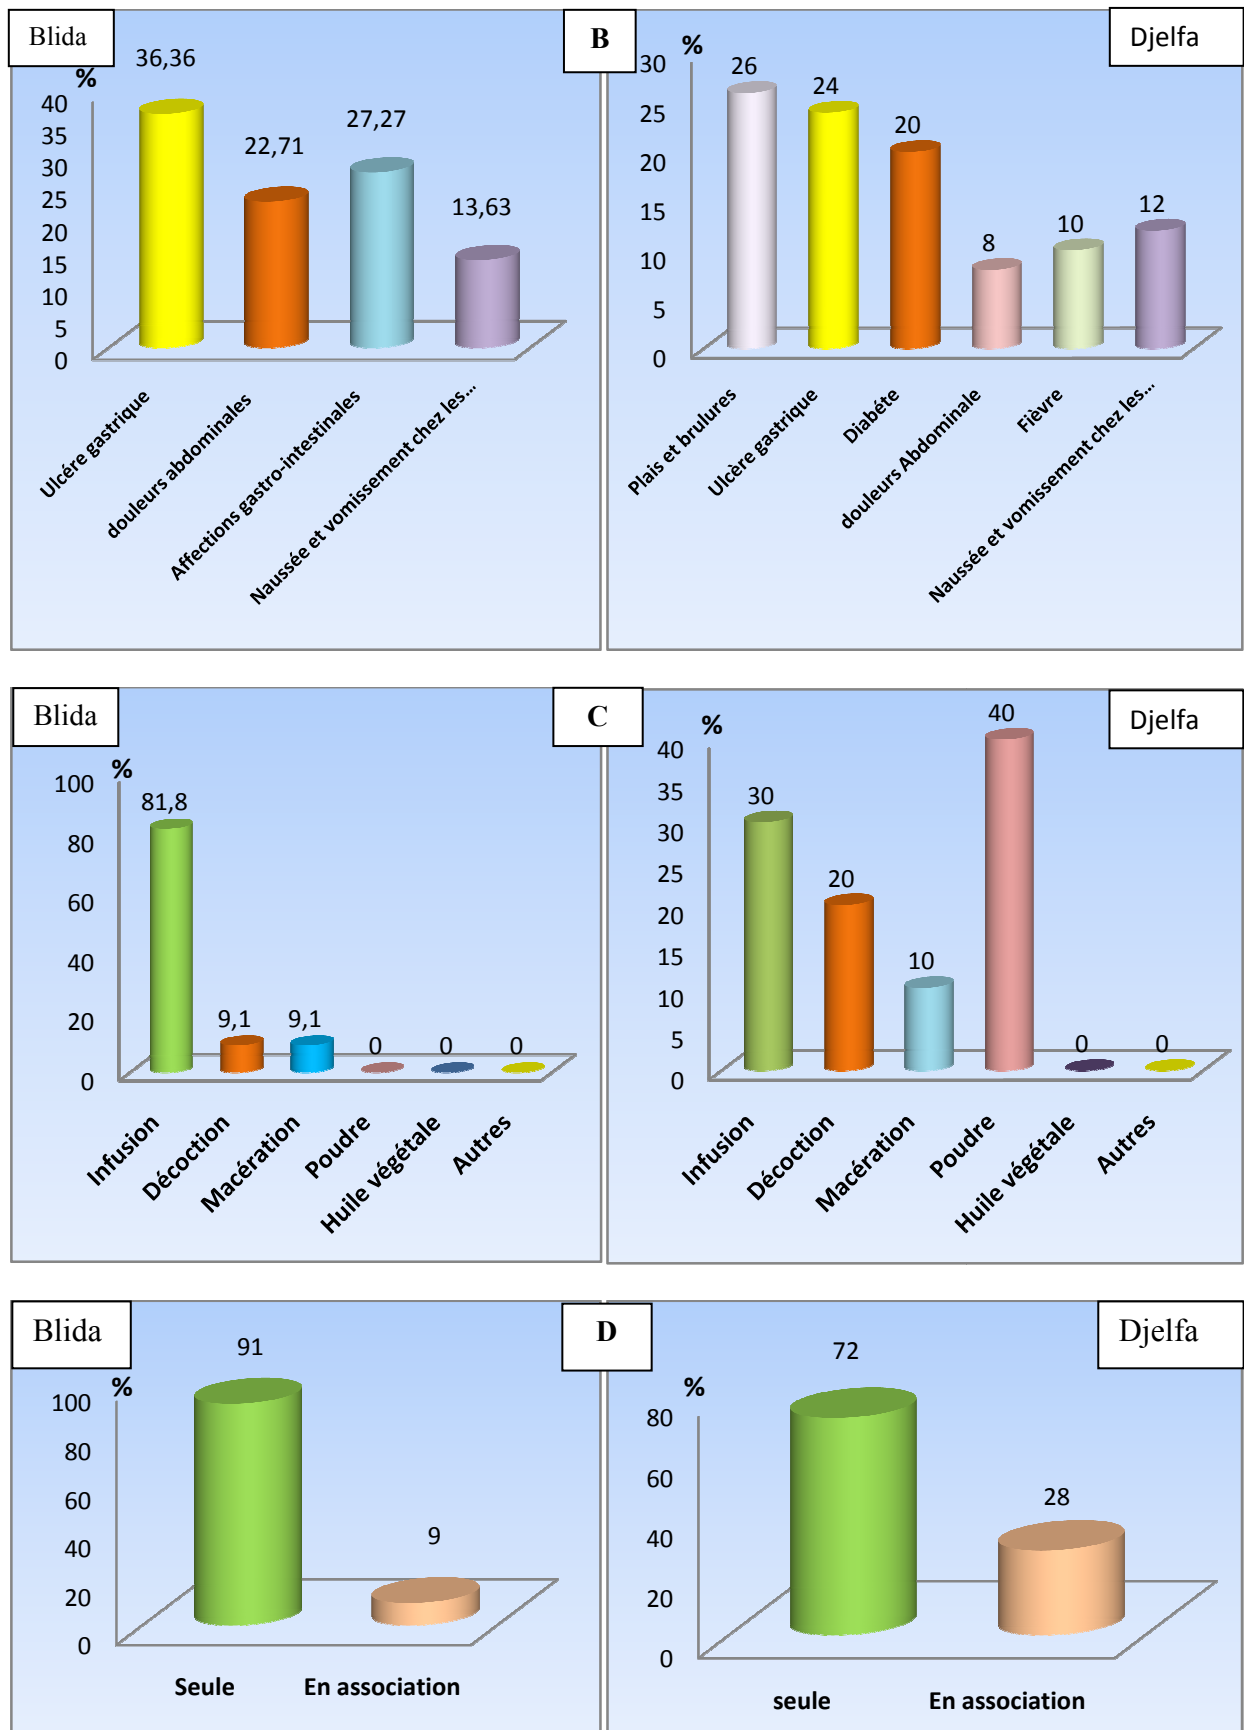 Blida
%
36,36
22,71
27,27
13,63
40
35
30
25
20
15
10
5
0
Ulcére gastrique
douleurs abdominales
Affections gastro-intestinales
Naussée et vomissement chez les...
B
Djelfa
%
26
24
20
8
10
12
30
25
20
15
10
5
0
Plais et brulures
Ulcère gastrique
Diabéte
douleurs Abdominale
Fièvre
Naussée et vomissement chez les...
Blida
%
81,8
9,1
9,1
0
0
0
100
80
60
40
20
0
Infusion
Décoction
Macération
Poudre
Huile végétale
Autres
C
Djelfa
%
30
20
10
40
0
0
40
35
30
25
20
15
10
5
0
Infusion
Décoction
Macération
Poudre
Huile végétale
Autres
Blida
%
91
9
100
80
60
40
20
0
Seule
En association
D
Djelfa
%
72
28
80
60
40
20
0
seule
En association